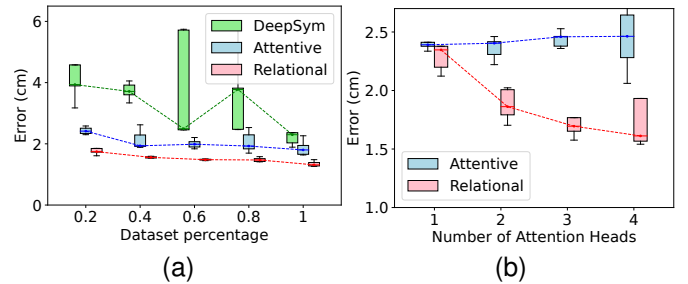 6
4
2
0
Error (cm)
DeepSym
Attentive
Relational
0.2 0.4 0.6 0.8 1
Dataset percentage
(a)
2.5
2.0
1.5
1.0
Error (cm)
Attentive
Relational
1 2 3 4
Number of Attention Heads
(b)